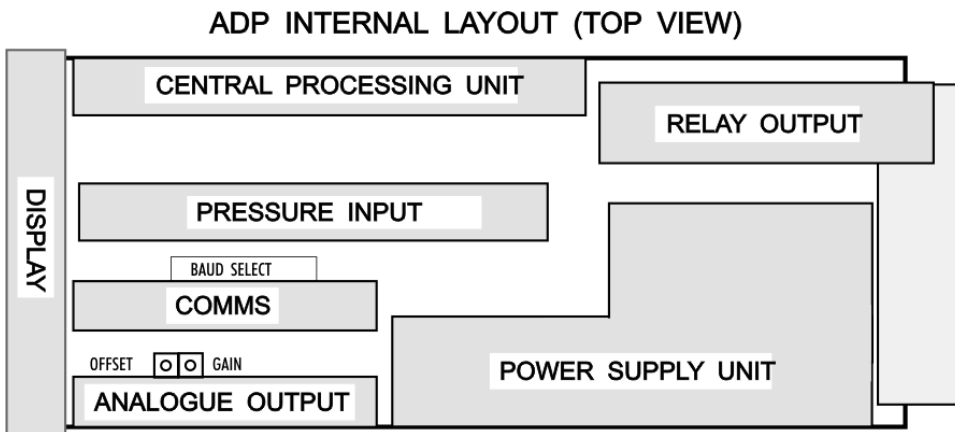 ADP INTERNAL LAYOUT (TOP VIEW)
CENTRAL PROCESSING UNIT
RELAY OUTPUT
DISPLAY
PRESSURE INPUT
BAUD SELECT
COMMS
OFFSET GAIN
POWER SUPPLY UNIT
ANALOGUE OUTPUT